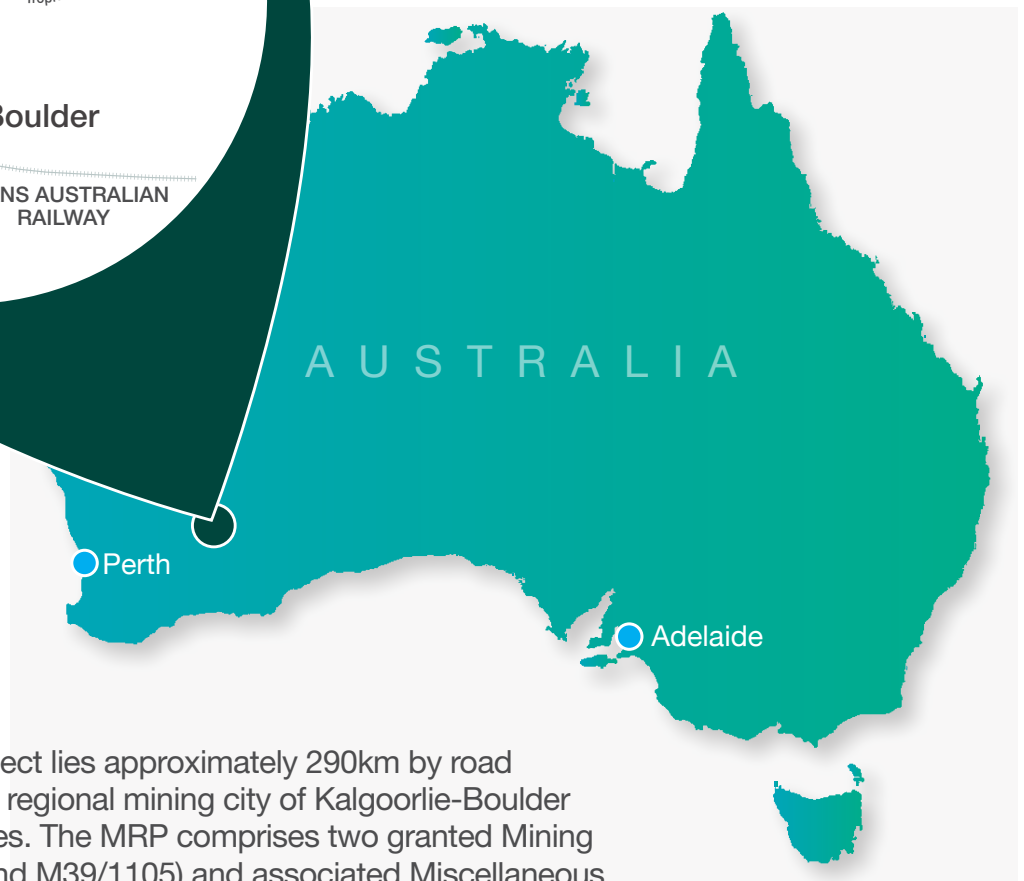 Boulder
NS AUSTRALIAN
RAILWAY
AUSTRALIA
Perth
Adelaide
ect lies approximately 290km by road
regional mining city of Kalgoorlie-Boulder
es. The MRP comprises two granted Mining
nd M39/1105) and associated Miscellaneous